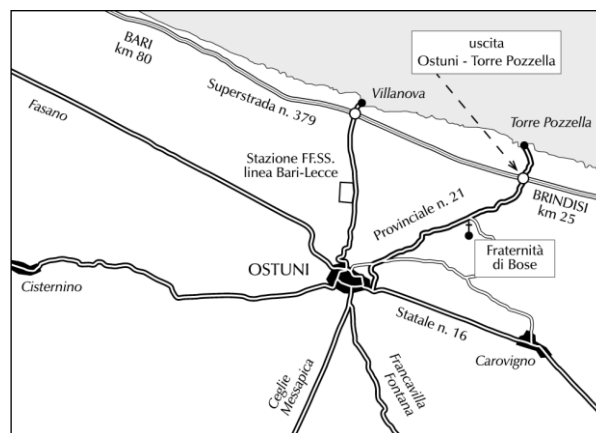 BARI
km 80
uscita
Ostuni - Torre Pozzella
Villanova
Superstrada n. 379
Fasano
Torre Pozzella
Stazione FF.SS.
linea Bari-Lecce
Provinciale n. 21
BRINDISI
km 25
Fraternità
di Bose
OSTUNI
Cisternino
Statale n. 16
Carovigno
Ceglie
Messapica
Francavilla
Fontana